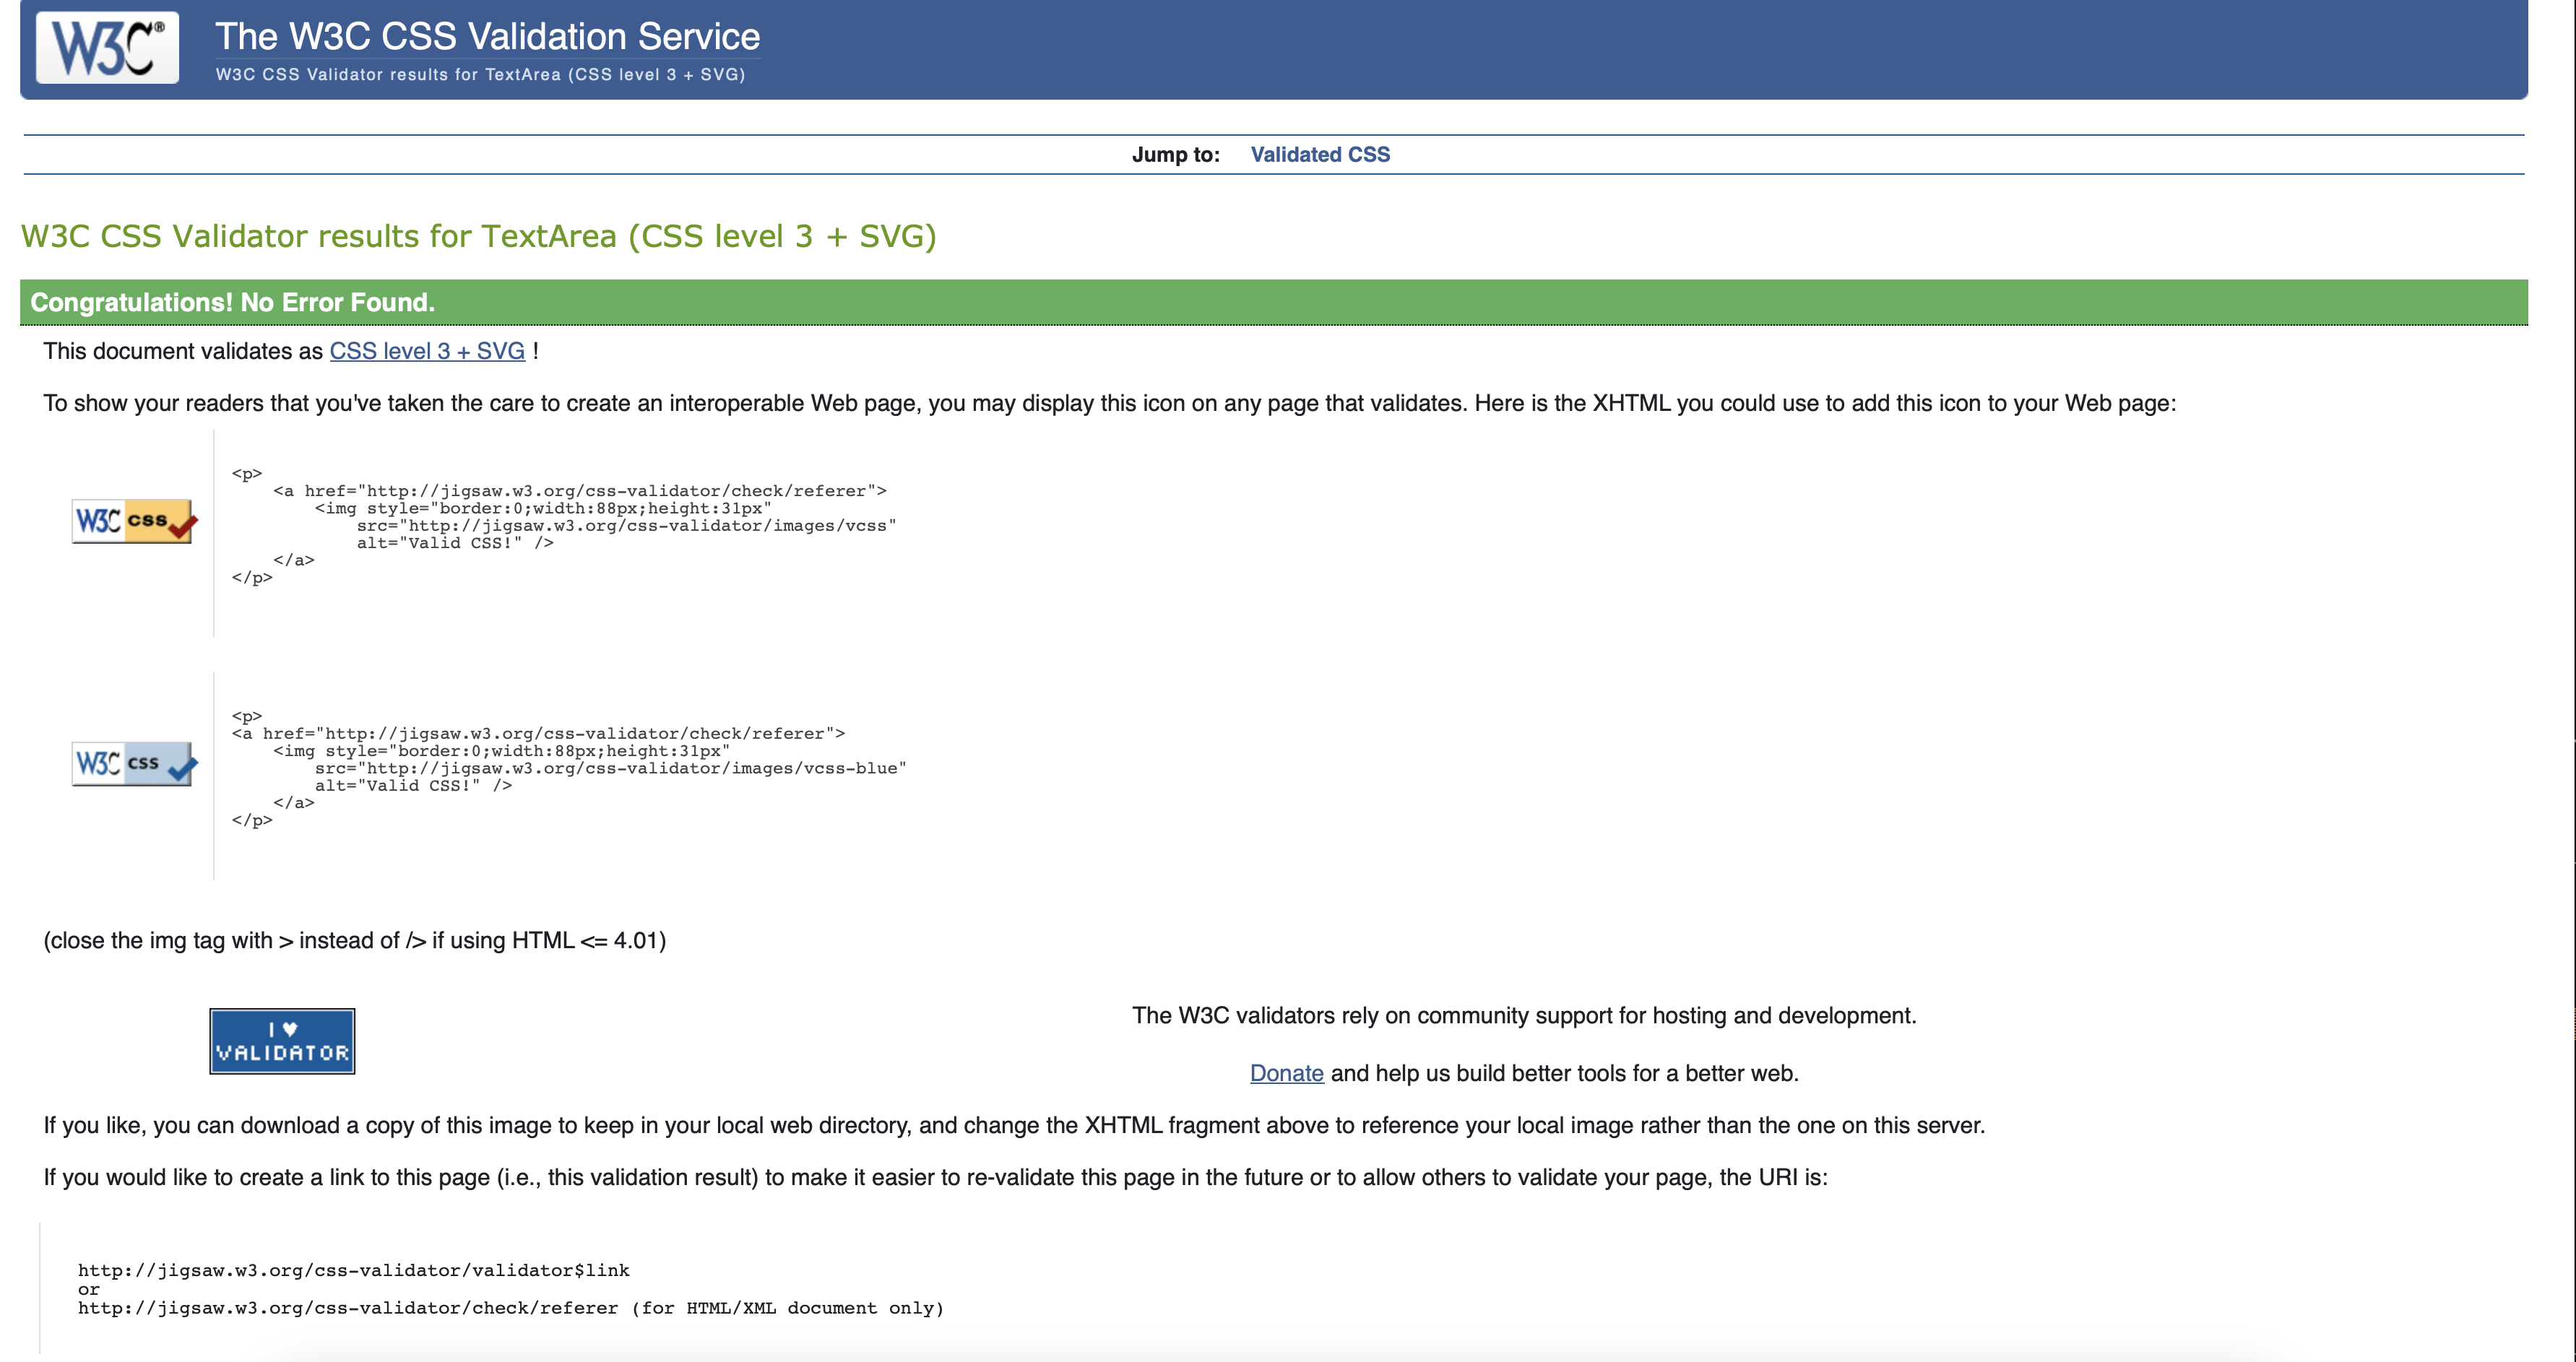 W3C®
The W3C CSS Validation Service
W3C CSS Validator results for TextArea (CSS level 3 + SVG)
Jump to: Validated CSS
W3C CSS Validator results for TextArea (CSS level 3 + SVG)
Congratulations! No Error Found.
This document validates as CSS level 3 + SVG !
To show your readers that you've taken the care to create an interoperable Web page, you may display this icon on any page that validates. Here is the XHTML you could use to add this icon to your Web page:
W3C css
<p>
    <a href="http://jigsaw.w3.org/css-validator/check/referer">
        <img style="border:0;width:88px;height:31px"
            src="http://jigsaw.w3.org/css-validator/images/vcss"
            alt="Valid CSS!" />
    </a>
</p>
W3C css
<p>
<a href="http://jigsaw.w3.org/css-validator/check/referer">
    <img style="border:0;width:88px;height:31px"
        src="http://jigsaw.w3.org/css-validator/images/vcss-blue"
        alt="Valid CSS!" />
    </a>
</p>
(close the img tag with > instead of /> if using HTML <= 4.01)
I ♥
VALIDATOR
The W3C validators rely on community support for hosting and development.
Donate and help us build better tools for a better web.
If you like, you can download a copy of this image to keep in your local web directory, and change the XHTML fragment above to reference your local image rather than the one on this server.
If you would like to create a link to this page (i.e., this validation result) to make it easier to re-validate this page in the future or to allow others to validate your page, the URI is:
http://jigsaw.w3.org/css-validator/validator$link
or
http://jigsaw.w3.org/css-validator/check/referer (for HTML/XML document only)